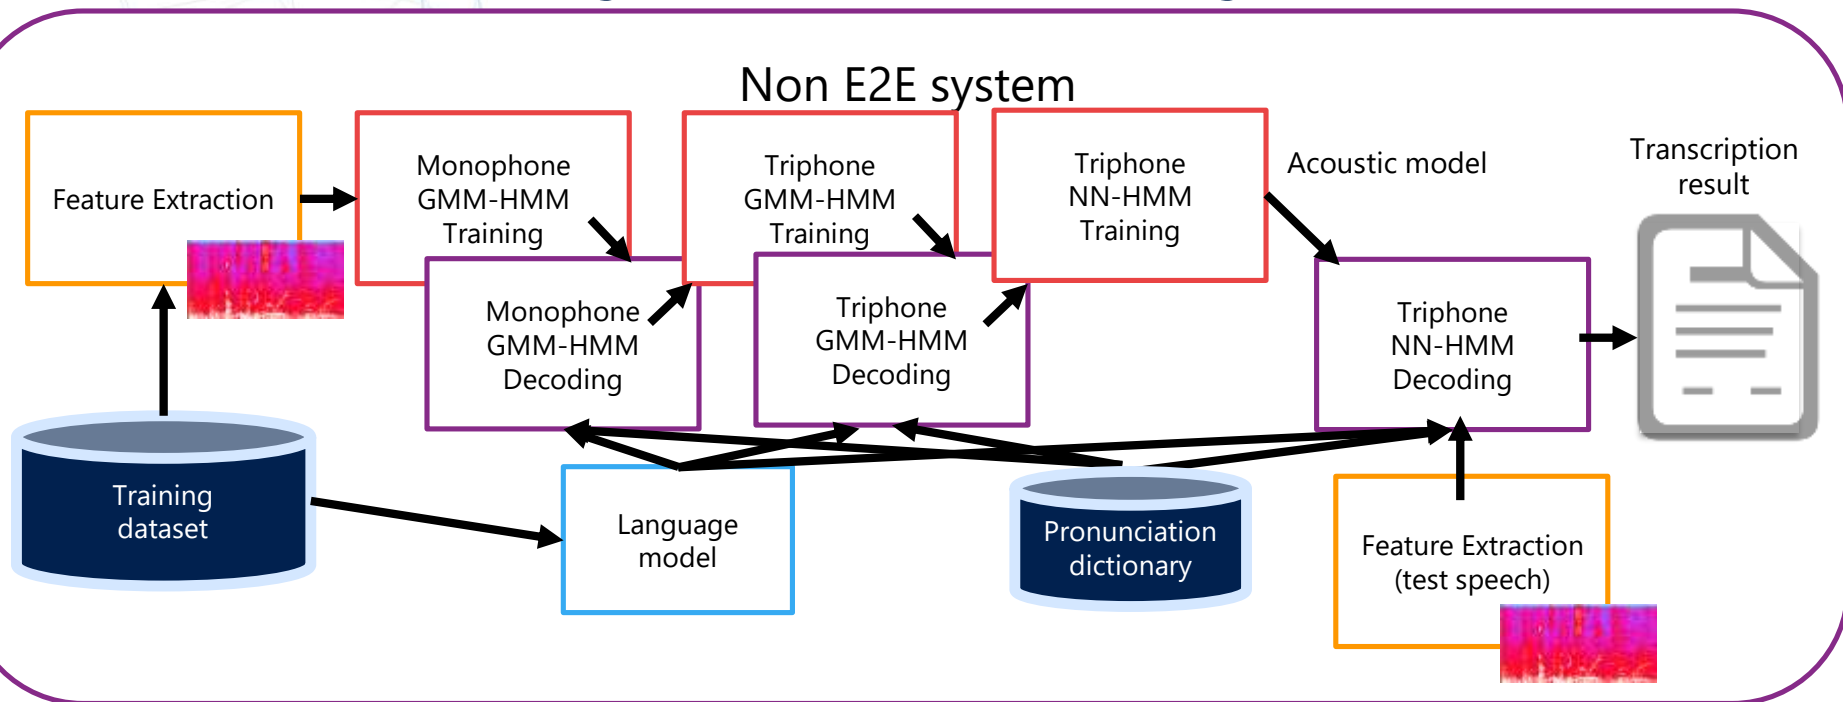 Non E2E system
Feature Extraction
Monophone
GMM-HMM
Training
Triphone
GMM-HMM
Training
Triphone
NN-HMM
Training
Acoustic model
Transcription
result
Monophone
GMM-HMM
Decoding
Triphone
GMM-HMM
Decoding
Triphone
NN-HMM
Decoding
Training
dataset
Language
model
Pronunciation
dictionary
Feature Extraction
(test speech)